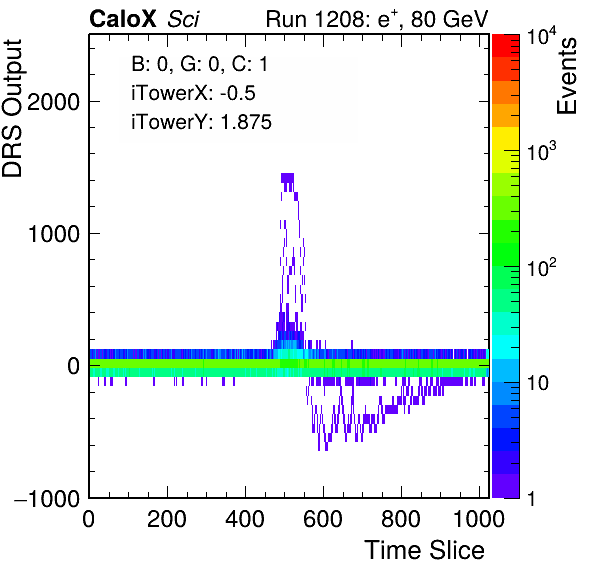 CaloX Sci Run 1208: e+, 80 GeV
DRS Output
Events
B: 0, G: 0, C: 1
iTowerX: -0.5
iTowerY: 1.875
2000
1000
0
−1000
0 200 400 600 800 1000
Time Slice
10^4
10^3
10^2
10
1